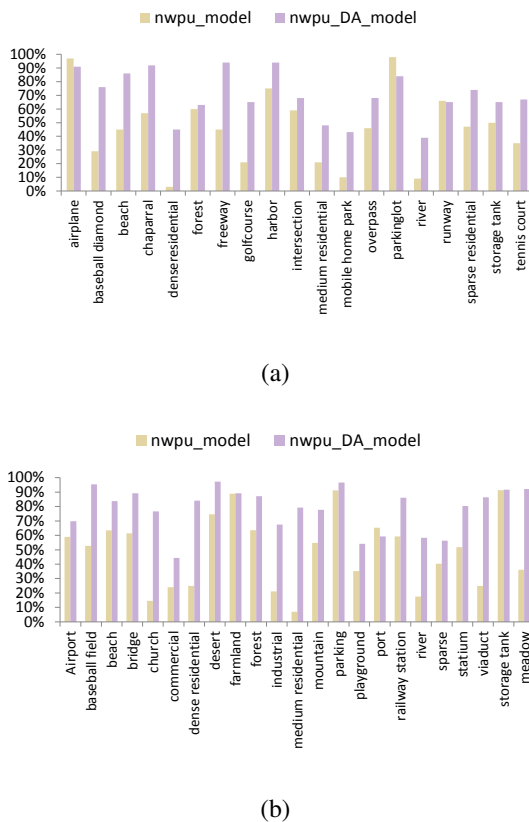 nwpu_model nwpu_DA_model
100%
90%
80%
70%
60%
50%
40%
30%
20%
10%
0%
airplane
baseball diamond
beach
chaparral
denseresidential
forest
freeway
golfcourse
harbor
intersection
medium residential
mobile home park
overpass
parkinglot
river
runway
sparse residential
storage tank
tennis court
(a)
nwpu_model nwpu_DA_model
100%
90%
80%
70%
60%
50%
40%
30%
20%
10%
0%
Airport
baseball field
beach
bridge
church
commercial
dense residential
desert
farmland
forest
industrial
medium residential
mountain
parking
playground
port
railway station
river
sparse
statium
viaduct
storage tank
meadow
(b)